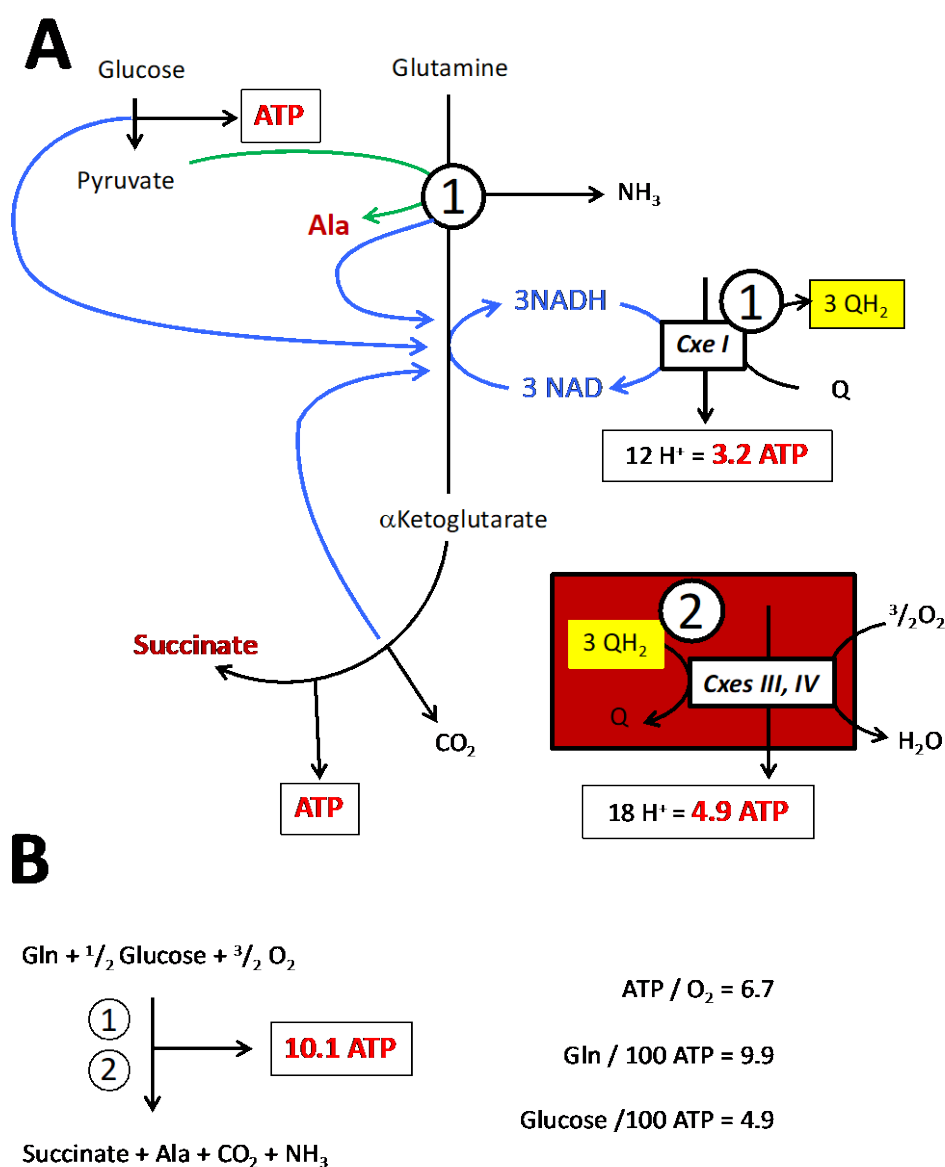 A
Glucose
Glutamine
ATP
Pyruvate
1
NH₃
Ala
3NADH
1
3 QH₂
Cxe I
3 NAD
Q
12 H⁺ = 3.2 ATP
αKetoglutarate
2
³/₂O₂
3 QH₂
Succinate
Cxes III, IV
Q
CO₂
H₂O
ATP
18 H⁺ = 4.9 ATP
B
Gln + ¹/₂ Glucose + ³/₂ O₂
ATP / O₂ = 6.7
1
10.1 ATP
Gln / 100 ATP = 9.9
2
Glucose /100 ATP = 4.9
Succinate + Ala + CO₂ + NH₃